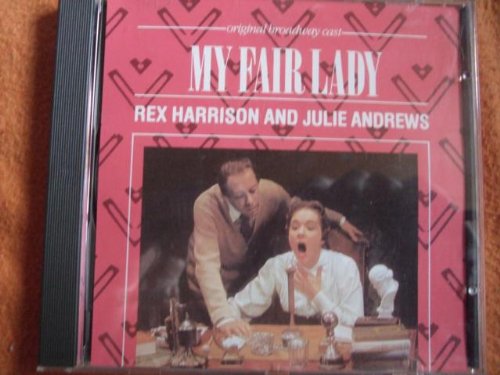 original broadway cast
MY FAIR LADY
REX HARRISON AND JULIE ANDREWS